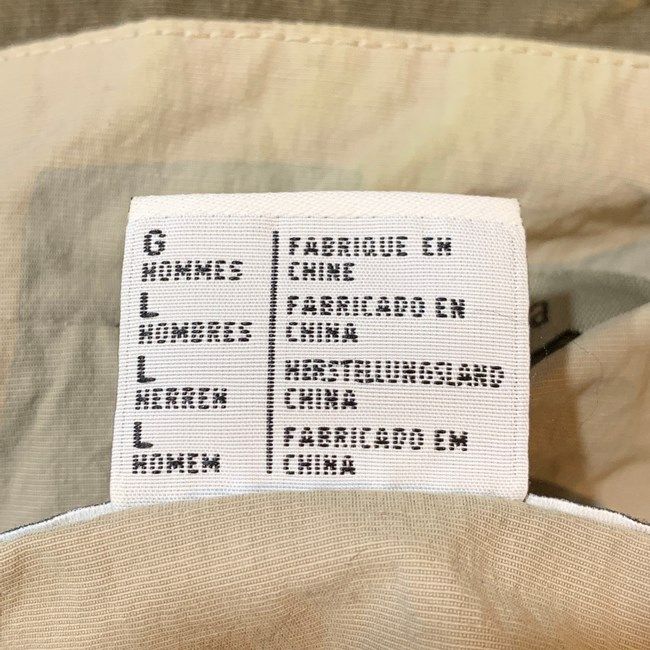 G
HOMMES
FABRIQUE EN
CHINE
L
HOMBRES
FABRICADO EN
CHINA
L
HERREN
HERSTELLUNGSLAND
CHINA
L
HOMEM
FABRICADO EM
CHINA
a